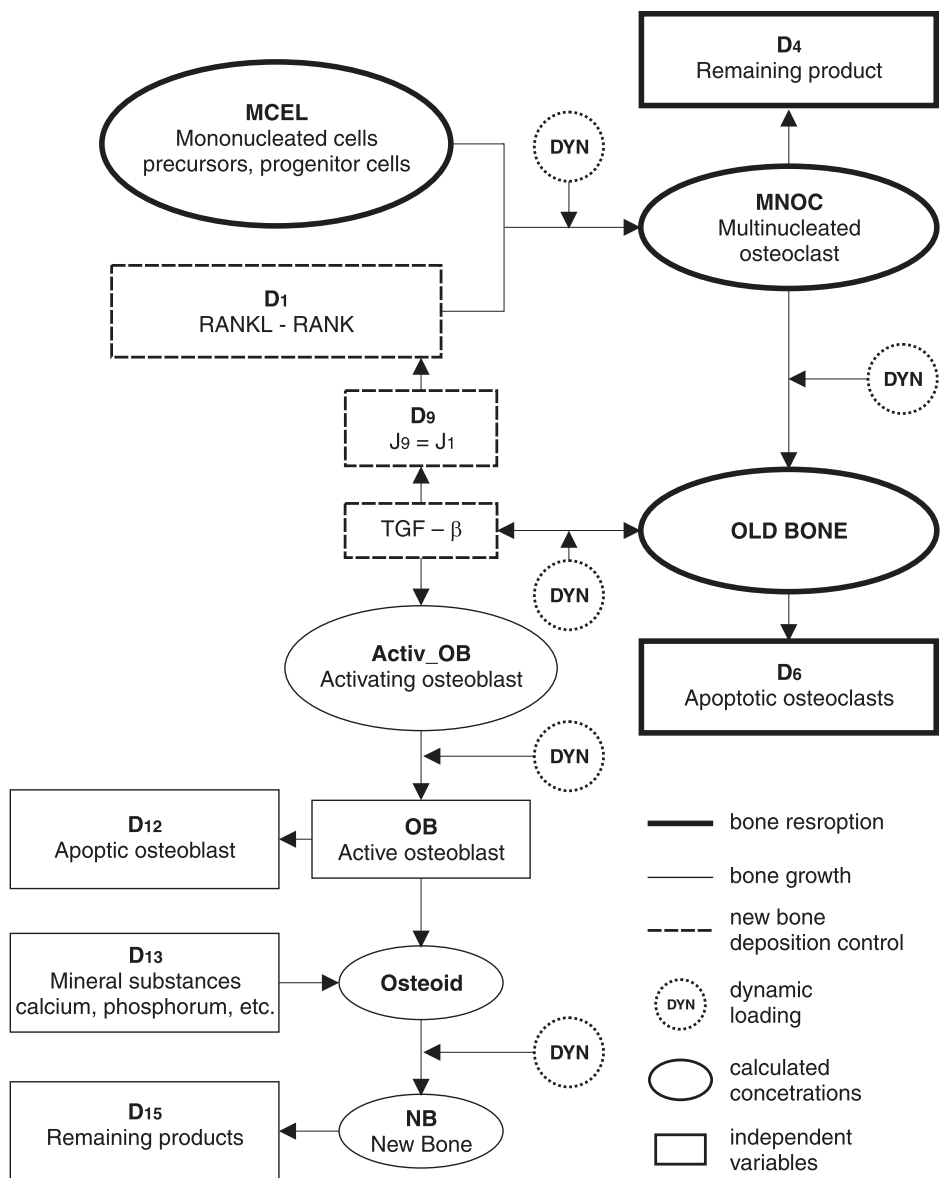 D4
Remaining product
MCEL
Mononucleated cells
precursors, progenitor cells
DYN
MNOC
Multinucleated
osteoclast
D1
RANKL - RANK
DYN
D9
J9 = J1
TGF – β
OLD BONE
DYN
Activ_OB
Activating osteoblast
D6
Apoptotic osteoclasts
DYN
D12
Apoptic osteoblast
OB
Active osteoblast
D13
Mineral substances
calcium, phosphorum, etc.
Osteoid
DYN
D15
Remaining products
NB
New Bone
bone resroption
bone growth
new bone
deposition control
DYN
dynamic
loading
calculated
concetrations
independent
variables